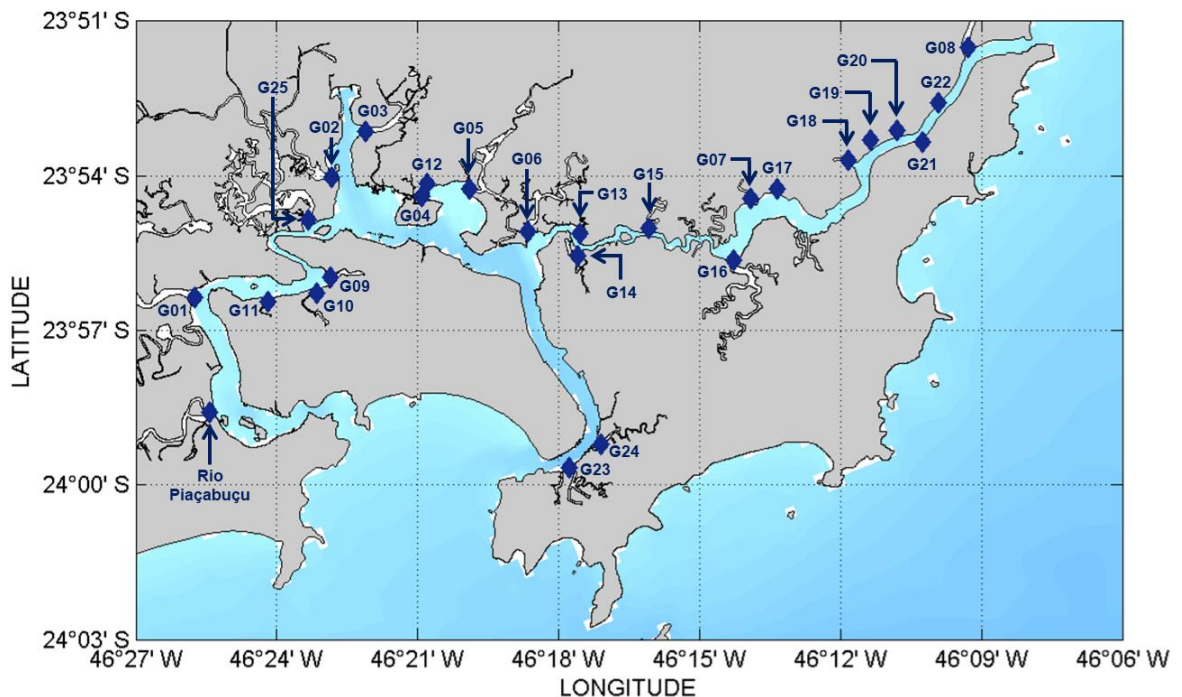 23°51' S
G08
G20
G25
G19
G22
G02
G03
G18
G21
G12
G05
G06
G07
G17
G15
G13
23°54' S
G04
G14
G16
G09
G10
G11
G01
LATITUDE
23°57' S
G24
G23
Rio
Piaçabuçu
24°00' S
24°03' S
46°27' W 46°24' W 46°21' W 46°18' W 46°15' W 46°12' W 46°09' W 46°06' W
LONGITUDE